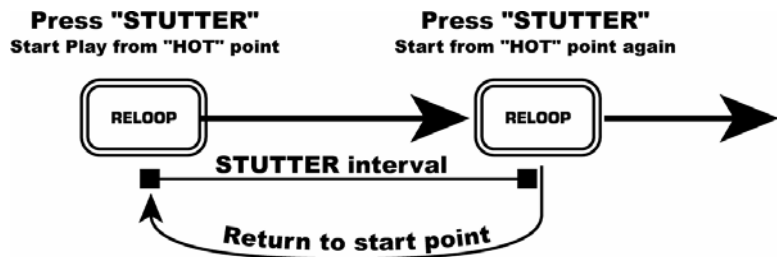 Press "STUTTER"
Start Play from "HOT" point
Press "STUTTER"
Start from "HOT" point again
RELOOP
RELOOP
STUTTER interval
Return to start point